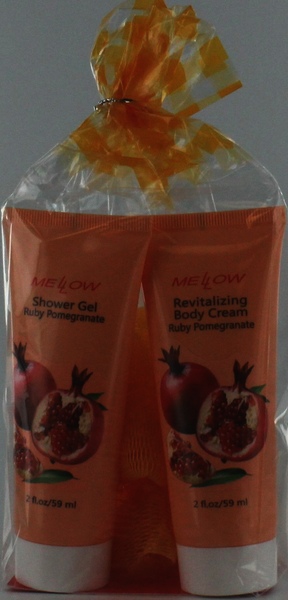 MELLOW
Shower Gel
Ruby Pomegranate
2 fl.oz/59 ml
MELLOW
Revitalizing
Body Cream
Ruby Pomegranate
2 fl.oz/59 ml